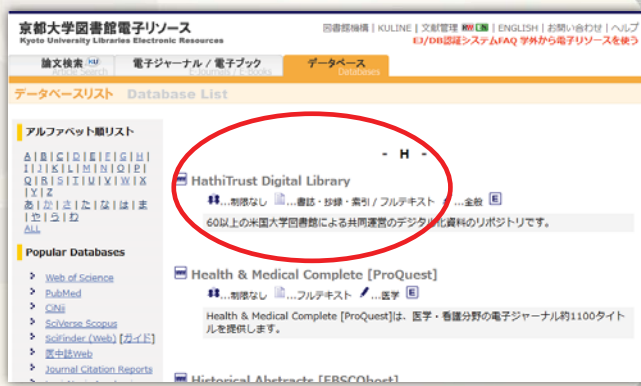 京都大学図書館電子リソース
Kyoto University Libraries Electronic Resources
図書館機構 | KULINE | 文献管理 | ENGLISH | お問い合わせ | ヘルプ
EJ/DB認証システムFAQ 学外から電子リソースを使う
論文検索
Article Search
電子ジャーナル / 電子ブック
E-Journals / E-Books
データベース
Databases
データベースリスト Database List
アルファベット順リスト
A | B | C | D | E | F | G | H |
I | J | K | L | M | N | O | P |
Q | R | S | T | U | V | W | X
| Y | Z
あ | か | さ | た | な | は | ま
| や | ら | わ
ALL
Popular Databases
Web of Science
PubMed
CiNii
SciVerse Scopus
SciFinder (Web) [ガイド]
医中誌Web
Journal Citation Reports
- H -
HathiTrust Digital Library
...制限なし ...書誌・抄録・索引 / フルテキスト ...全般 E
60以上の米国大学図書館による共同運営のデジタル化資料のリポジトリです。
Health & Medical Complete [ProQuest]
...制限なし ...フルテキスト ...医学 E
Health & Medical Complete [ProQuest]は、医学・看護分野の電子ジャーナル約1100タイト
ルを提供します。
Historical Abstracts [EBSCOhost]